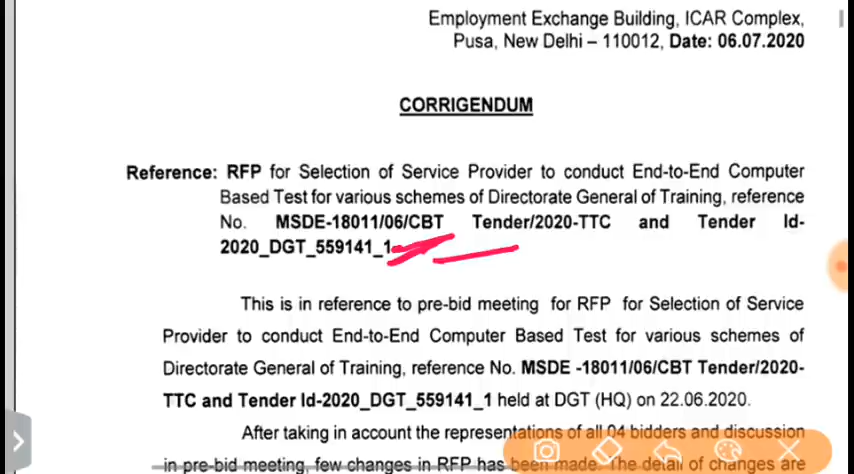 Employment Exchange Building, ICAR Complex,
Pusa, New Delhi – 110012, Date: 06.07.2020
CORRIGENDUM
Reference: RFP for Selection of Service Provider to conduct End-to-End Computer
Based Test for various schemes of Directorate General of Training, reference
No. MSDE-18011/06/CBT Tender/2020-TTC and Tender Id-
2020_DGT_559141_1
This is in reference to pre-bid meeting for RFP for Selection of Service
Provider to conduct End-to-End Computer Based Test for various schemes of
Directorate General of Training, reference No. MSDE -18011/06/CBT Tender/2020-
TTC and Tender Id-2020_DGT_559141_1 held at DGT (HQ) on 22.06.2020.
After taking in account the representations of all 04 bidders and discussion
in pre-bid meeting, few changes in RFP has been made. The detail of changes are